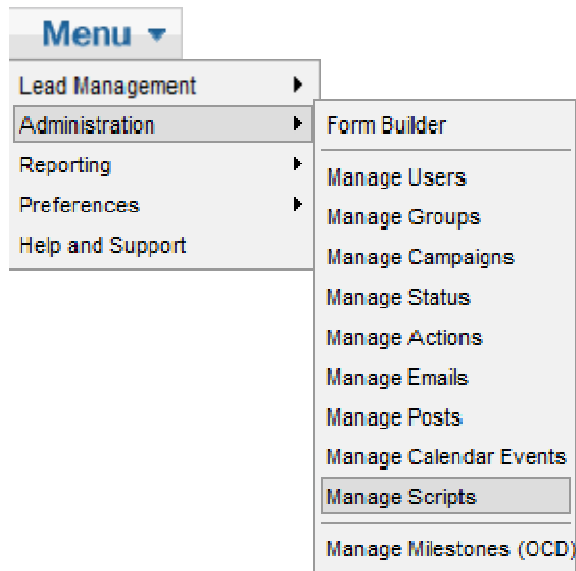 Menu
Lead Management
Administration
Reporting
Preferences
Help and Support
Form Builder
Manage Users
Manage Groups
Manage Campaigns
Manage Status
Manage Actions
Manage Emails
Manage Posts
Manage Calendar Events
Manage Scripts
Manage Milestones (OCD)